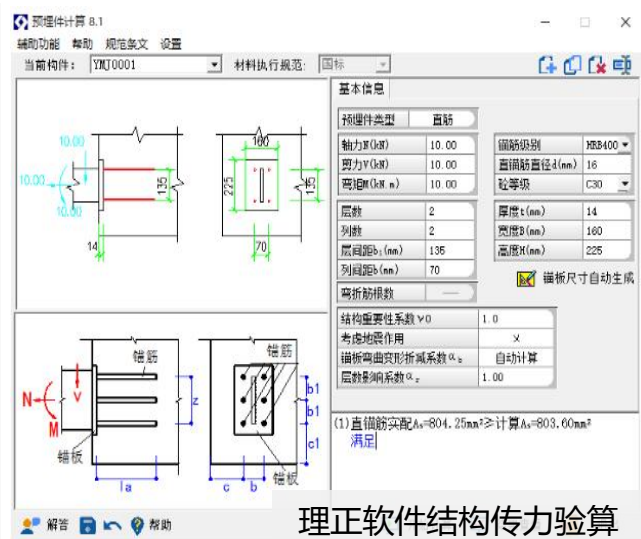 预埋件计算 8.1
辅助功能 帮助 规范条文 设置
当前构件: YMJ0001 材料执行规范: 国标
基本信息
预埋件类型 直筋
轴力N(kN) 10.00 锚筋级别 HRB400
剪力V(kN) 10.00 直锚筋直径d(mm) 16
弯矩M(kN.m) 10.00 砼等级 C30
层数 2 厚度t(mm) 14
列数 2 宽度B(mm) 160
层间距b₁(mm) 135 高度H(mm) 225
列间距b(mm) 70
锚板尺寸自动生成
弯折筋根数 —
结构重要性系数γ0 1.0
考虑地震作用 ×
锚板弯曲变形折减系数αb 自动计算
层数影响系数αr 1.00
10.00
10.00
10.00
135
14
160
225
135
70
锚筋
N
V
M
z
锚板
la
锚筋
b1
b1
c1
c
b
锚板
(1)直锚筋实配As=804.25mm²≥计算As=803.60mm²
满足
解答 帮助
理正软件结构传力验算